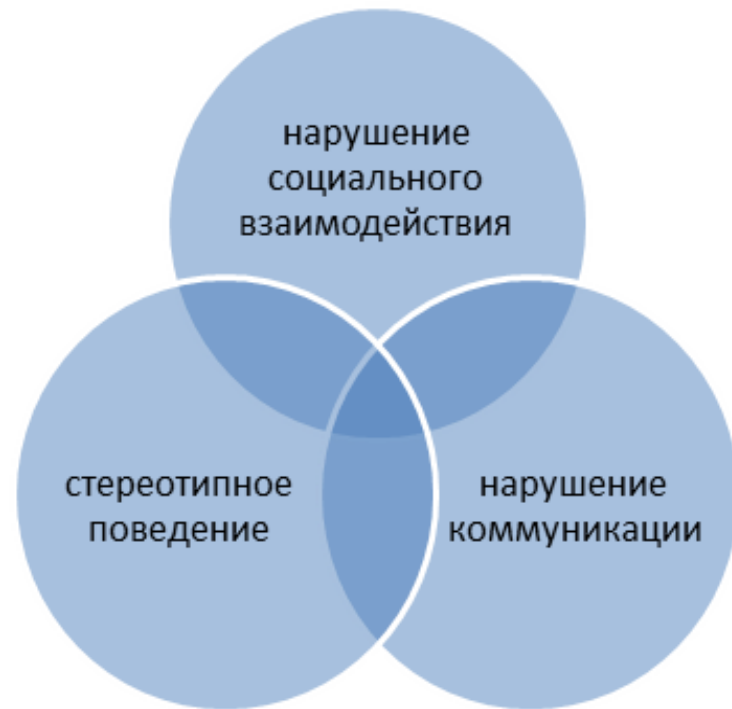 нарушение
социального
взаимодействия
стереотипное
поведение
нарушение
коммуникации